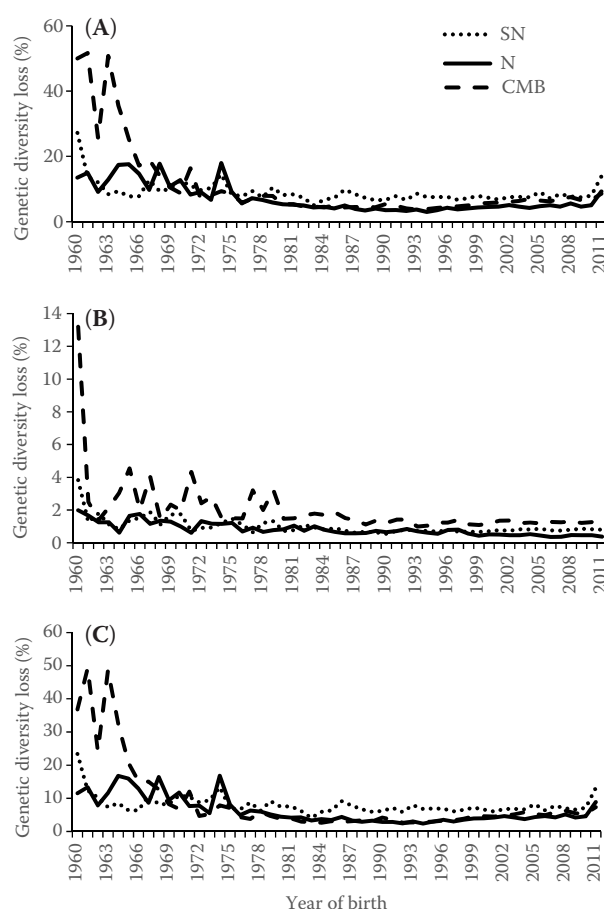 (A)
SN
N
CMB
Genetic diversity loss (%)
60
40
20
0
1960 1963 1966 1969 1972 1975 1978 1981 1984 1987 1990 1993 1996 1999 2002 2005 2008 2011
(B)
Genetic diversity loss (%)
14
12
10
8
6
4
2
0
1960 1963 1966 1969 1972 1975 1978 1981 1984 1987 1990 1993 1996 1999 2002 2005 2008 2011
(C)
Genetic diversity loss (%)
60
50
40
30
20
10
0
1960 1963 1966 1969 1972 1975 1978 1981 1984 1987 1990 1993 1996 1999 2002 2005 2008 2011
Year of birth